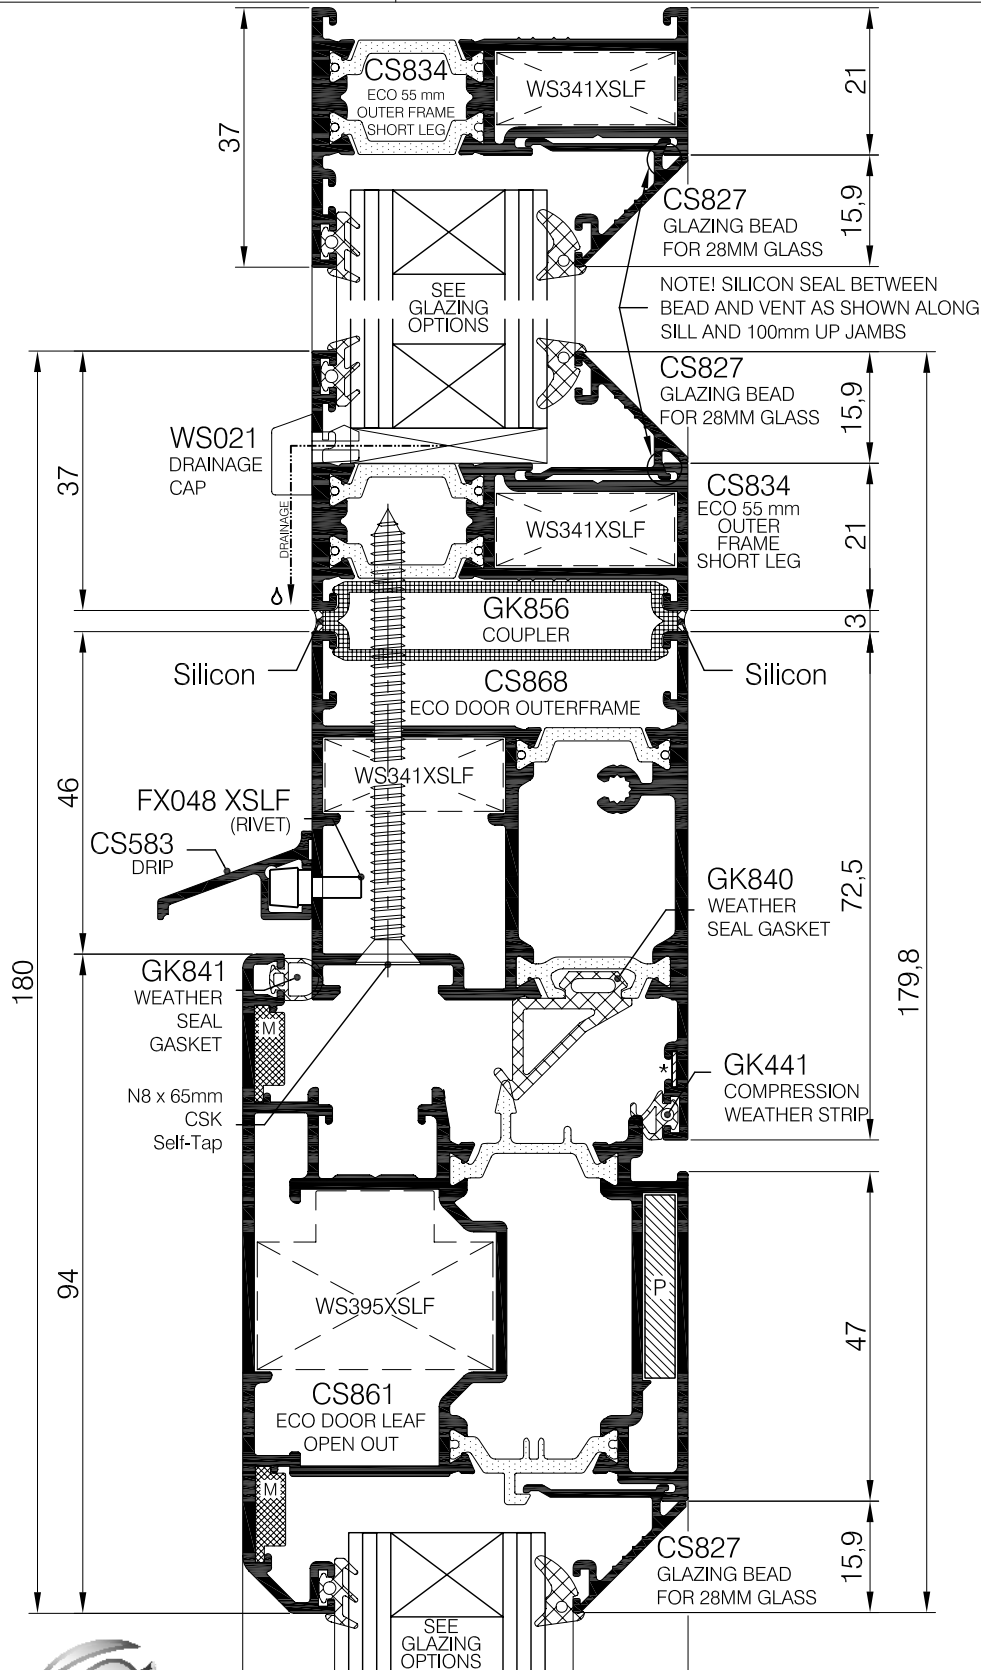 CS834
ECO 55 mm
OUTER FRAME
SHORT LEG
WS341XSLF
21
37
CS827
GLAZING BEAD
FOR 28MM GLASS
15,9
SEE
GLAZING
OPTIONS
NOTE! SILICON SEAL BETWEEN
BEAD AND VENT AS SHOWN ALONG
SILL AND 100mm UP JAMBS
CS827
GLAZING BEAD
FOR 28MM GLASS
15,9
WS021
DRAINAGE
CAP
37
DRAINAGE
WS341XSLF
CS834
ECO 55 mm
OUTER
FRAME
SHORT LEG
21
GK856
COUPLER
3
Silicon
Silicon
CS868
ECO DOOR OUTERFRAME
WS341XSLF
46
FX048 XSLF
(RIVET)
CS583
DRIP
72,5
GK840
WEATHER
SEAL GASKET
180
179,8
GK841
WEATHER
SEAL
GASKET
M
*
GK441
COMPRESSION
WEATHER STRIP
N8 x 65mm
CSK
Self-Tap
94
WS395XSLF
P
47
CS861
ECO DOOR LEAF
OPEN OUT
M
CS827
GLAZING BEAD
FOR 28MM GLASS
15,9
SEE
GLAZING
OPTIONS